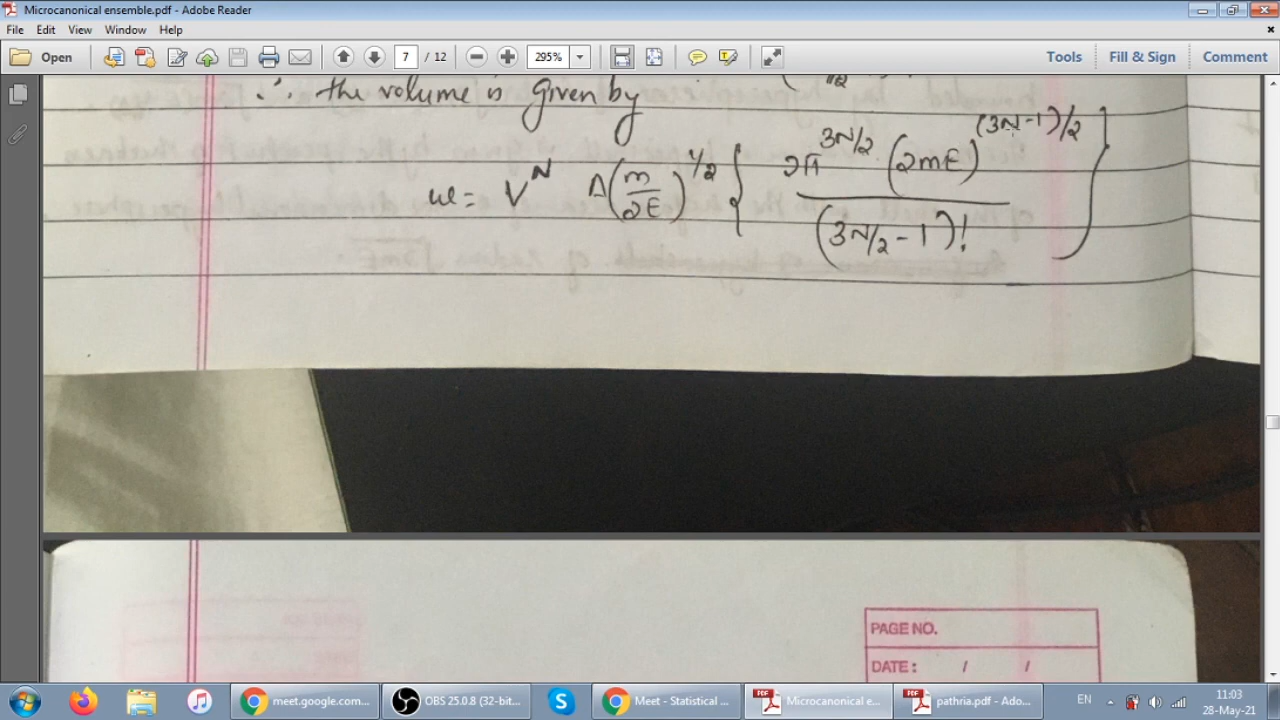 Microcanonical ensemble.pdf - Adobe Reader
File Edit View Window Help
Open 7 / 12 295% Tools Fill & Sign Comment
∴ the volume is given by
ω = V^N Δ(m/2E)^1/2 { 2π^3N/2 (2mE)^(3N-1)/2 / (3N/2 - 1)! }
PAGE NO.
DATE : / /
meet.google.com... OBS 25.0.8 (32-bit... Meet - Statistical ... Microcanonical e... pathria.pdf - Ado... EN 11:03
28-May-21